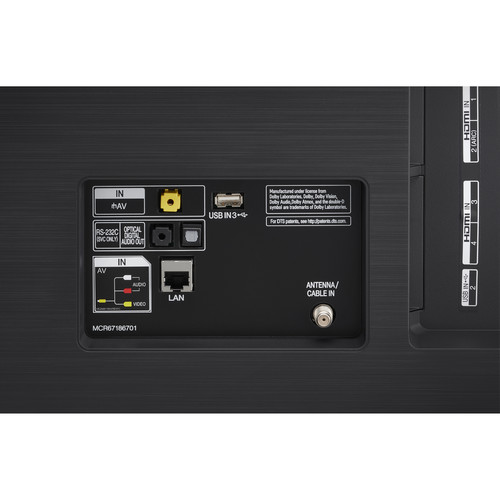 IN
AV
USB IN 3
RS-232C
(SVC ONLY)
OPTICAL
DIGITAL
AUDIO OUT
IN
AV
AUDIO
VIDEO
LAN
MCR67186701
Manufactured under license from
Dolby Laboratories. Dolby, Dolby Vision,
Dolby Audio, Dolby Atmos, and the double-D
symbol are trademarks of Dolby Laboratories.
For DTS patents, see http://patents.dts.com.
ANTENNA /
CABLE IN
HDMI IN
2 (ARC) 1
HDMI IN
4 3
USB IN
2